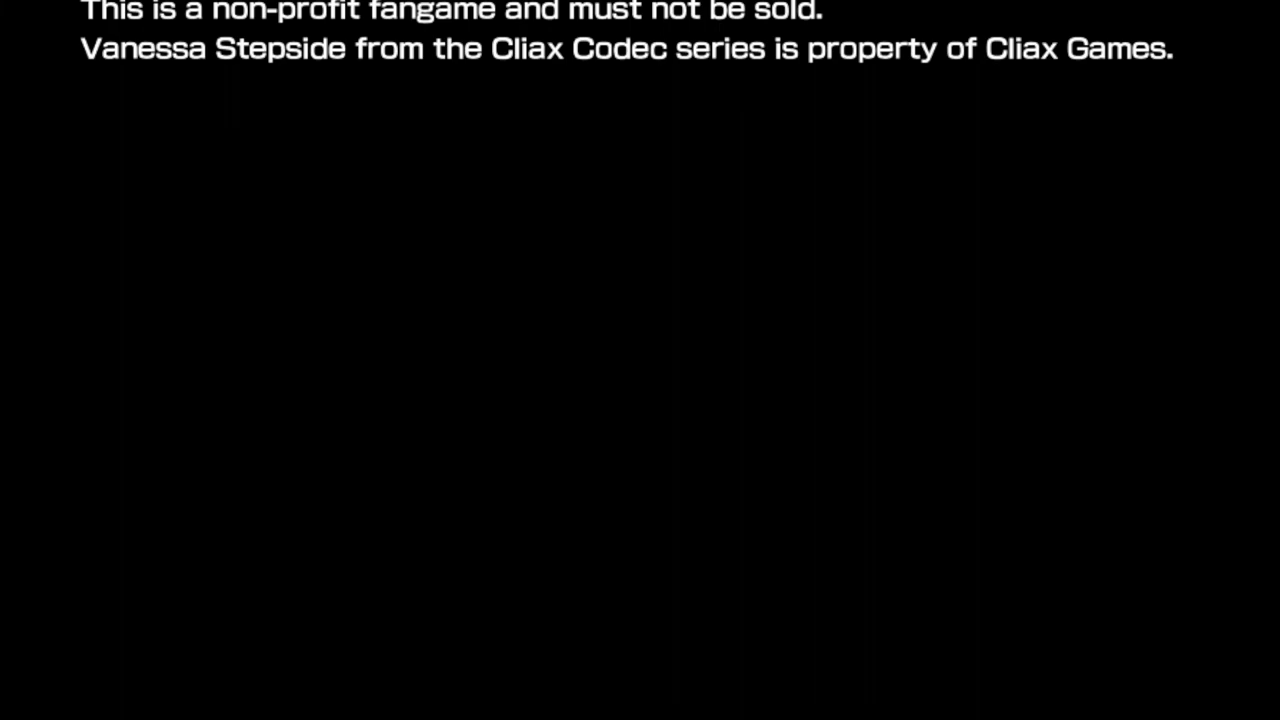 This is a non-profit fangame and must not be sold.
Vanessa Stepside from the Cliax Codec series is property of Cliax Games.